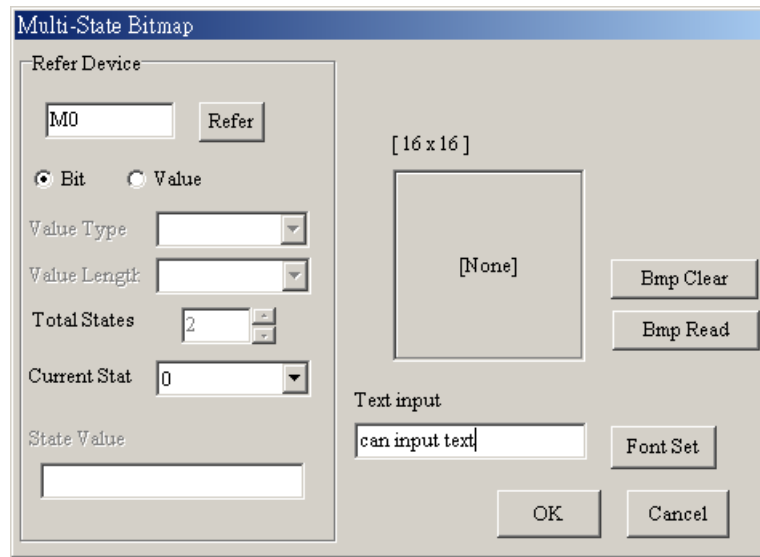 Multi-State Bitmap
Refer Device
M0
Refer
Bit
Value
Value Type
Value Length
Total States
2
Current Stat
0
State Value
[ 16 x 16 ]
[None]
Bmp Clear
Bmp Read
Text input
can input text
Font Set
OK
Cancel